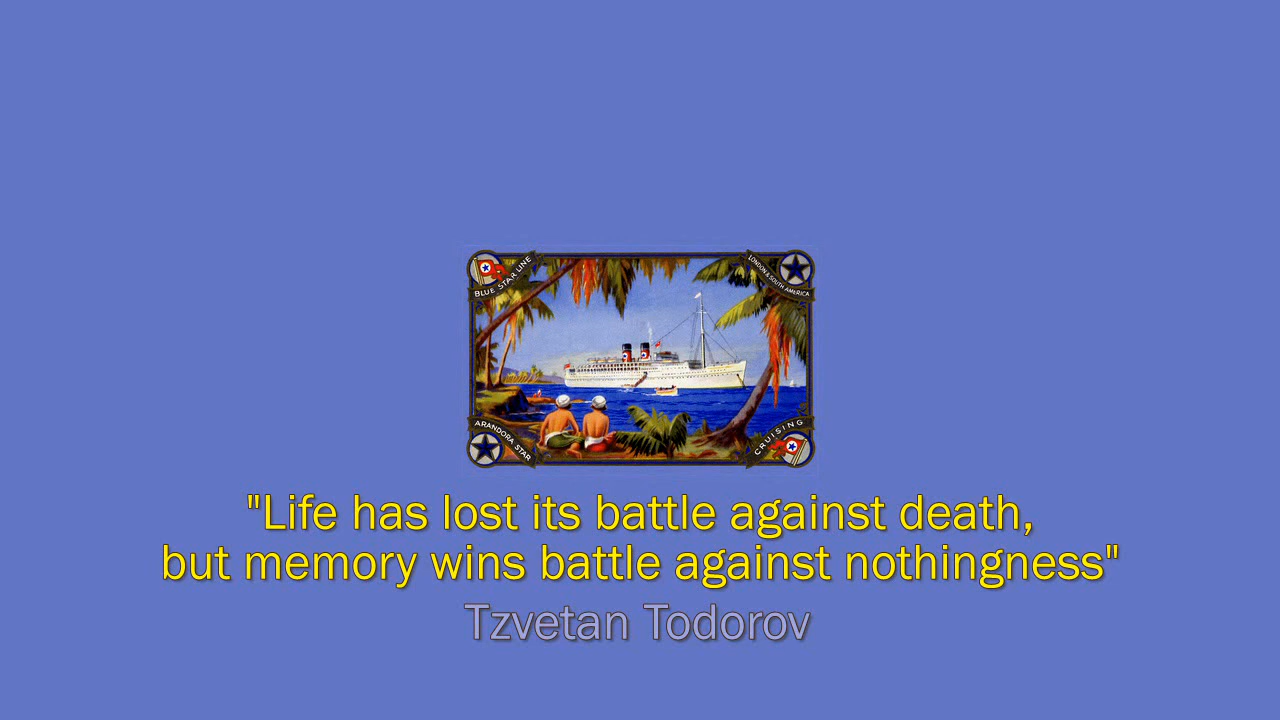 BLUE STAR LINE
LONDON & SOUTH AMERICA
ARANDORA STAR
CRUISING
"Life has lost its battle against death,
but memory wins battle against nothingness"
Tzvetan Todorov